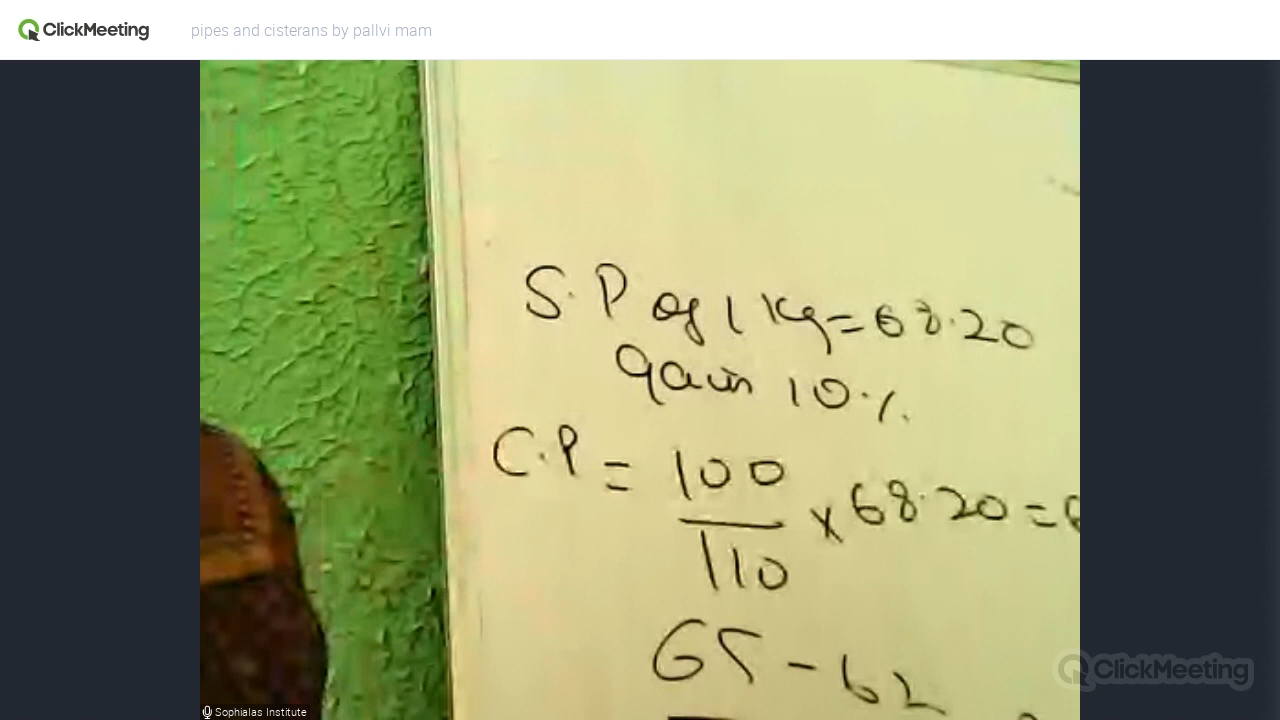 ClickMeeting
pipes and cisterans by pallvi mam
S.P of 1 Kg = 68.20
gain 10%
C.P = 100/110 × 68.20 = 6
65 - 62
ClickMeeting
Sophialas Institute